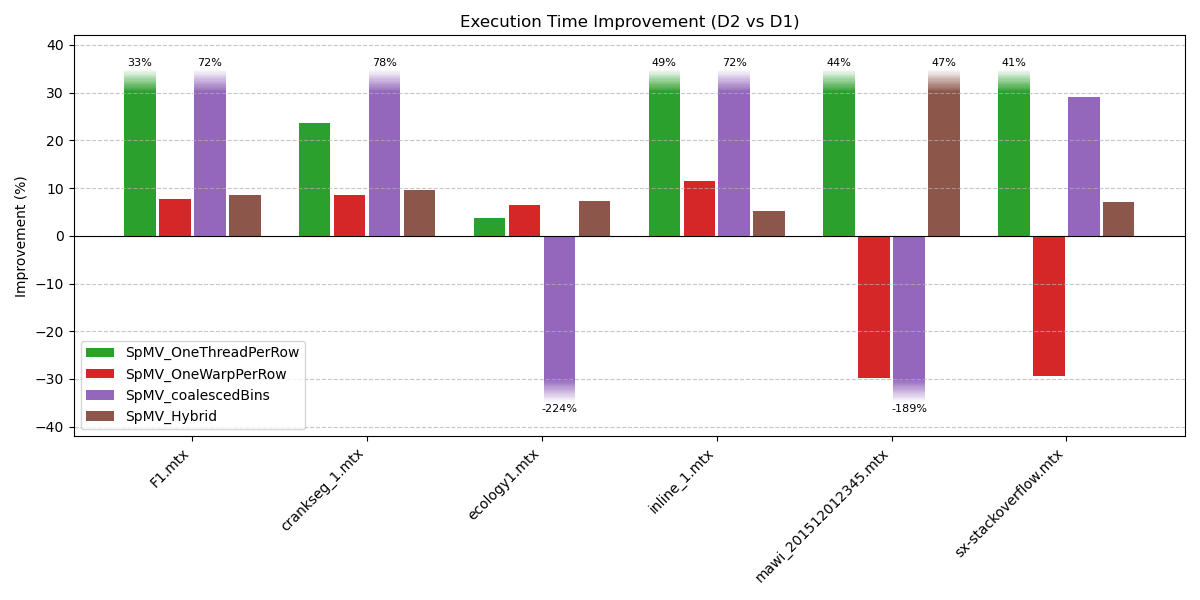 Execution Time Improvement (D2 vs D1)
Improvement (%)
40
30
20
10
0
−10
−20
−30
−40
33%
72%
78%
49%
72%
44%
47%
41%
-224%
-189%
SpMV_OneThreadPerRow
SpMV_OneWarpPerRow
SpMV_coalescedBins
SpMV_Hybrid
F1.mtx
crankseg_1.mtx
ecology1.mtx
inline_1.mtx
mawi_201512012345.mtx
sx-stackoverflow.mtx